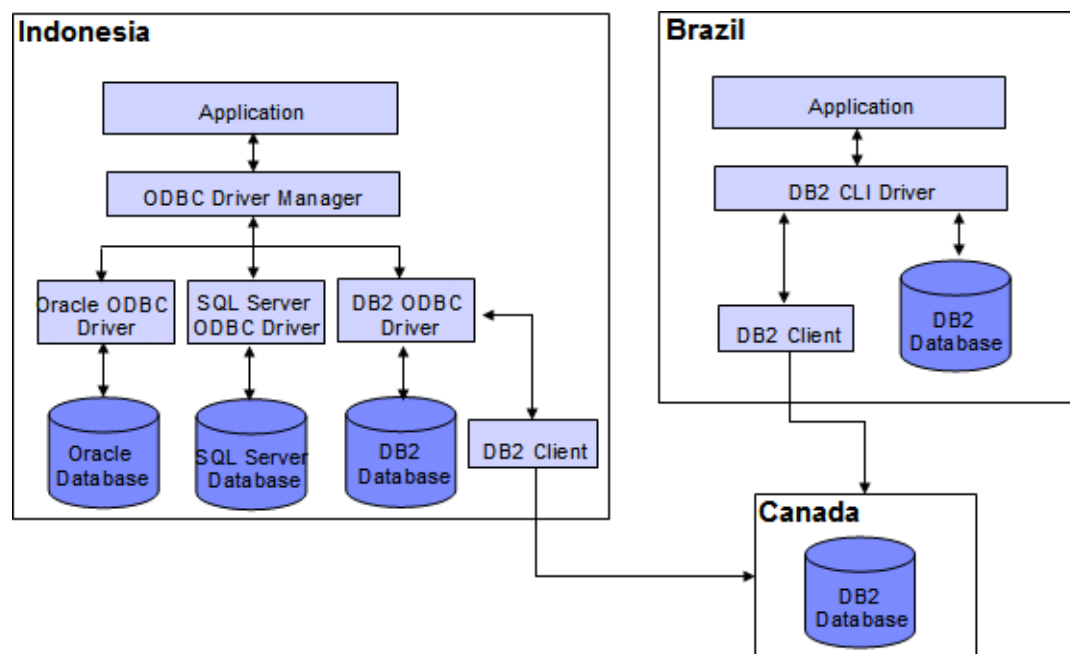 Indonesia
Application
ODBC Driver Manager
Oracle ODBC
Driver
SQL Server
ODBC Driver
DB2 ODBC
Driver
Oracle
Database
SQL Server
Database
DB2
Database
DB2 Client
Brazil
Application
DB2 CLI Driver
DB2 Client
DB2
Database
Canada
DB2
Database